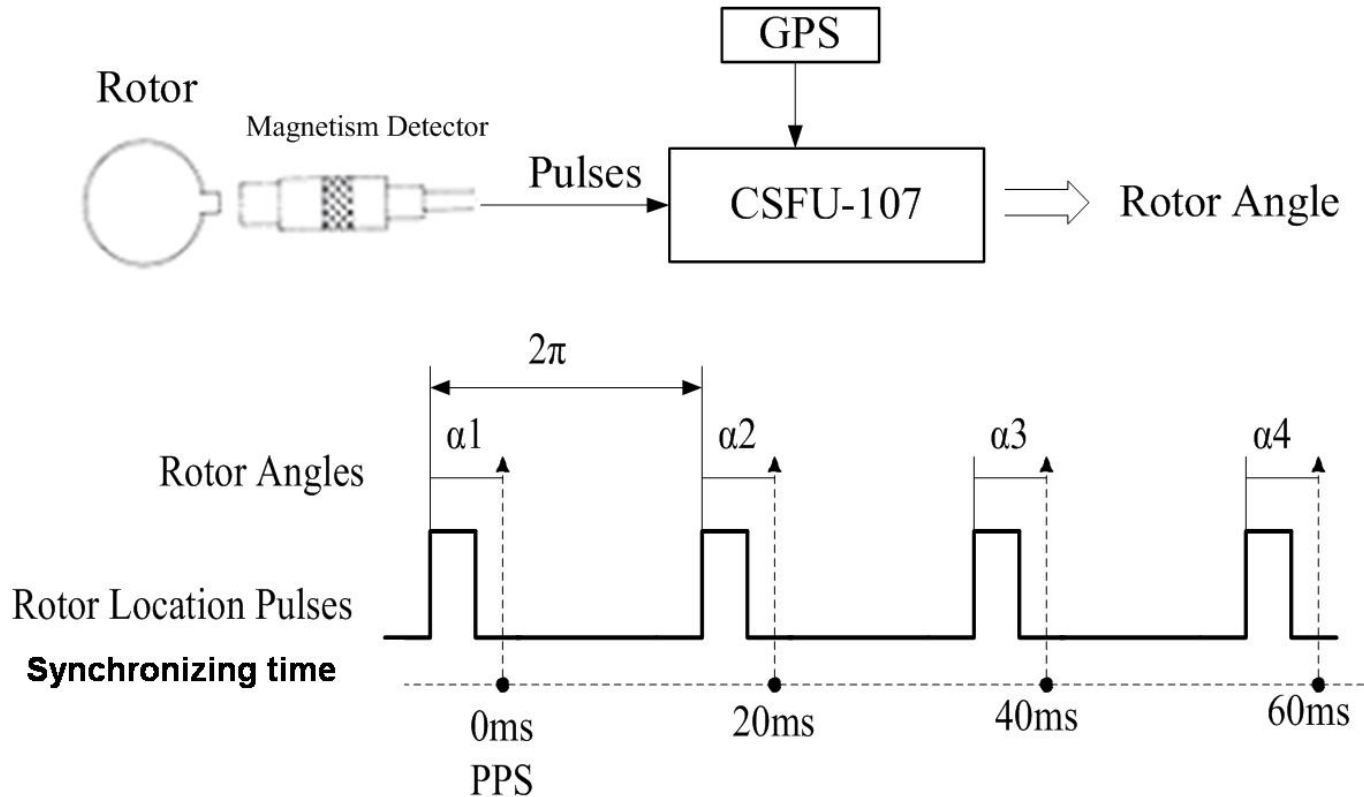 GPS
Rotor
Magnetism Detector
Pulses
CSFU-107
Rotor Angle
2π
α1
α2
α3
α4
Rotor Angles
Rotor Location Pulses
Synchronizing time
0ms
20ms
40ms
60ms
PPS